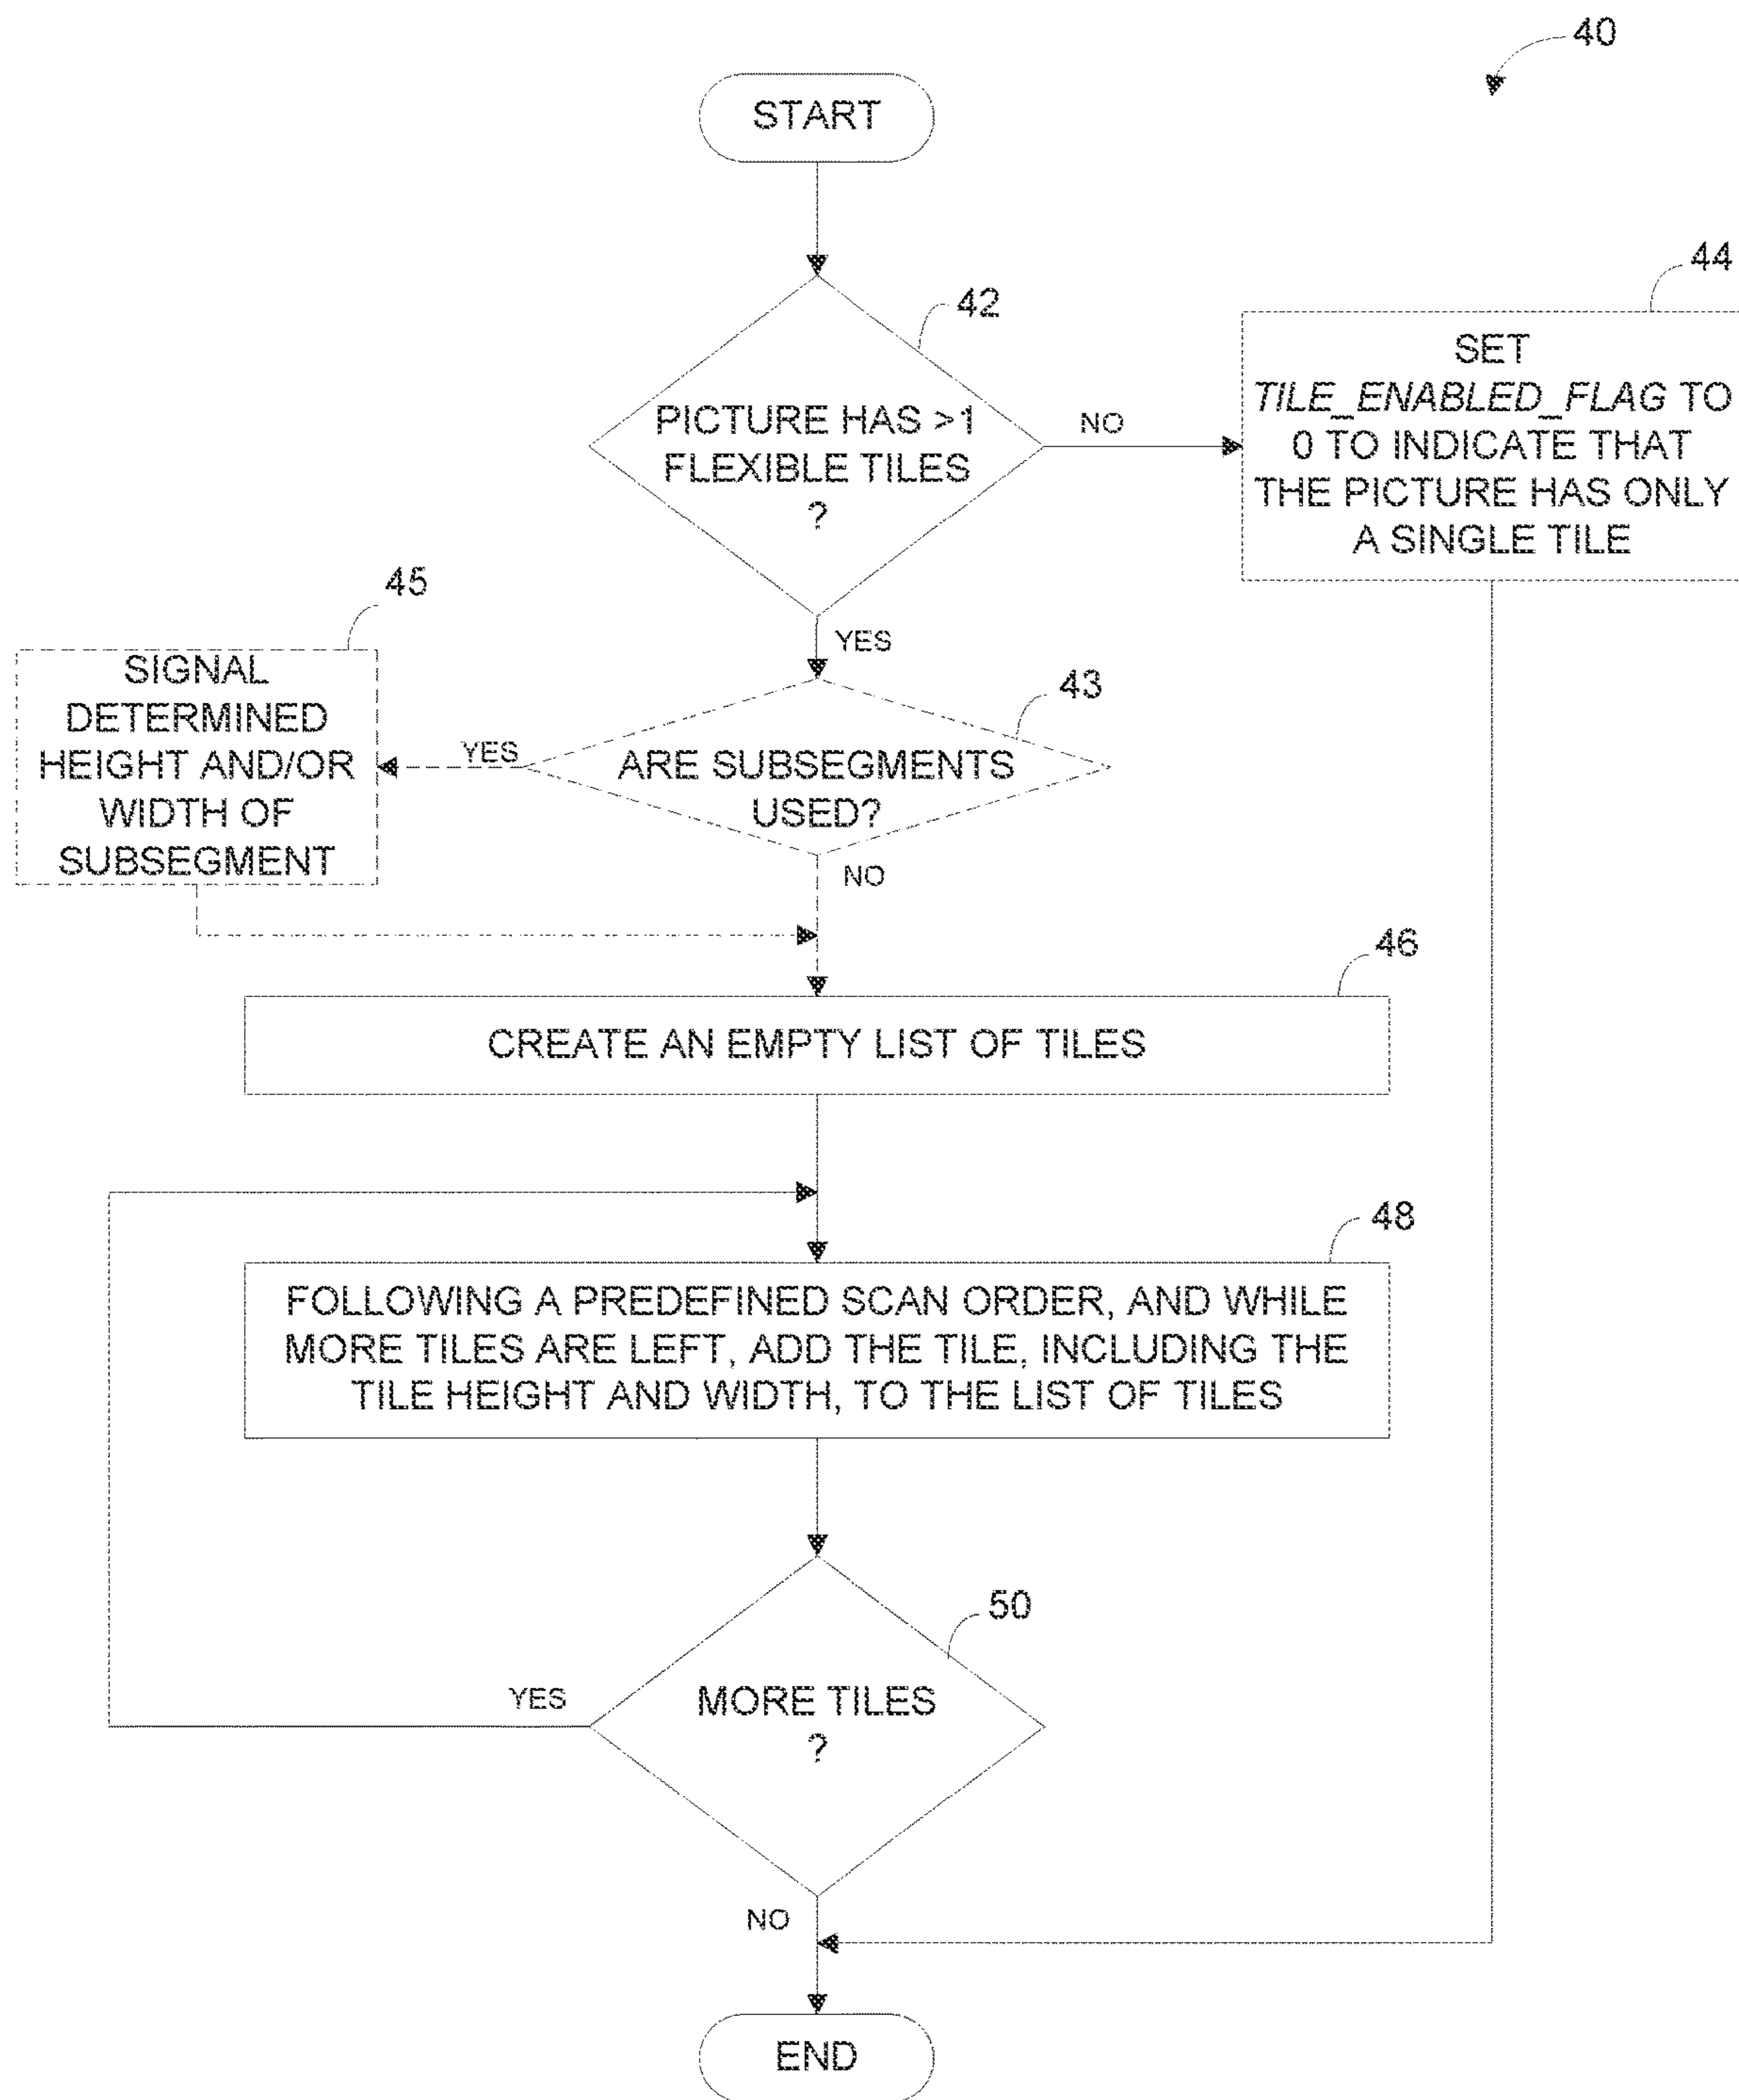 40
START
42
PICTURE HAS >1
FLEXIBLE TILES
?
NO
44
SET
TILE_ENABLED_FLAG TO
0 TO INDICATE THAT
THE PICTURE HAS ONLY
A SINGLE TILE
YES
43
ARE SUBSEGMENTS
USED?
YES
45
SIGNAL
DETERMINED
HEIGHT AND/OR
WIDTH OF
SUBSEGMENT
NO
46
CREATE AN EMPTY LIST OF TILES
48
FOLLOWING A PREDEFINED SCAN ORDER, AND WHILE
MORE TILES ARE LEFT, ADD THE TILE, INCLUDING THE
TILE HEIGHT AND WIDTH, TO THE LIST OF TILES
50
MORE TILES
?
YES
NO
END